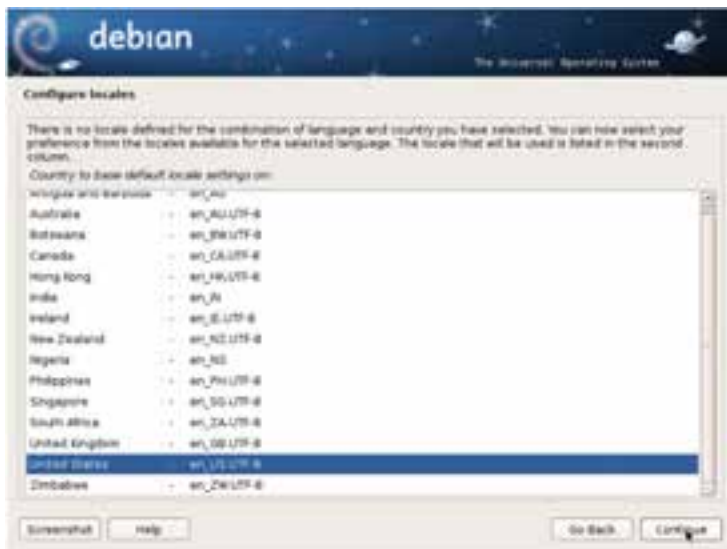 debian
The Universal Operating System
Configure locales
There is no locale defined for the combination of language and country you have selected. You can now select your
preference from the locales available for the selected language. The locale that will be used is listed in the second
column.
Country to base default locale settings on:
Antigua and Barbuda - en_AG
Australia - en_AU.UTF-8
Botswana - en_BW.UTF-8
Canada - en_CA.UTF-8
Hong Kong - en_HK.UTF-8
India - en_IN
Ireland - en_IE.UTF-8
New Zealand - en_NZ.UTF-8
Nigeria - en_NG
Philippines - en_PH.UTF-8
Singapore - en_SG.UTF-8
South Africa - en_ZA.UTF-8
United Kingdom - en_GB.UTF-8
United States - en_US.UTF-8
Zimbabwe - en_ZW.UTF-8
Screenshot
Help
Go Back
Continue